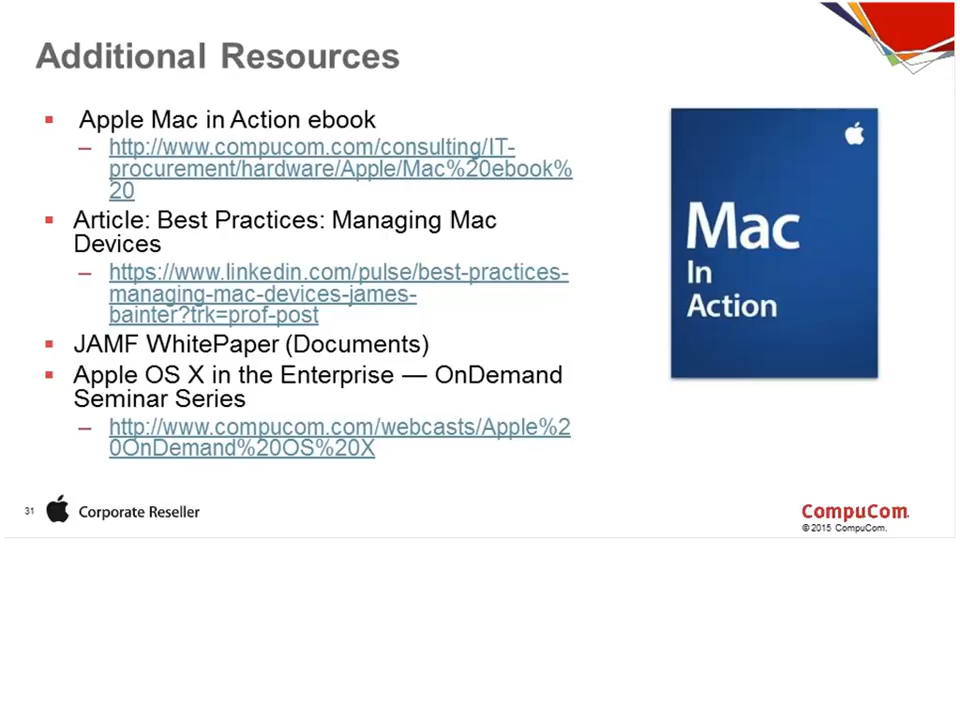 Additional Resources
Apple Mac in Action ebook
– http://www.compucom.com/consulting/IT-
procurement/hardware/Apple/Mac%20ebook%
20
Article: Best Practices: Managing Mac
Devices
– https://www.linkedin.com/pulse/best-practices-
managing-mac-devices-james-
bainter?trk=prof-post
JAMF WhitePaper (Documents)
Apple OS X in the Enterprise — OnDemand
Seminar Series
– http://www.compucom.com/webcasts/Apple%2
0OnDemand%20OS%20X
Mac
In
Action
31
Corporate Reseller
CompuCom.
© 2015 CompuCom.